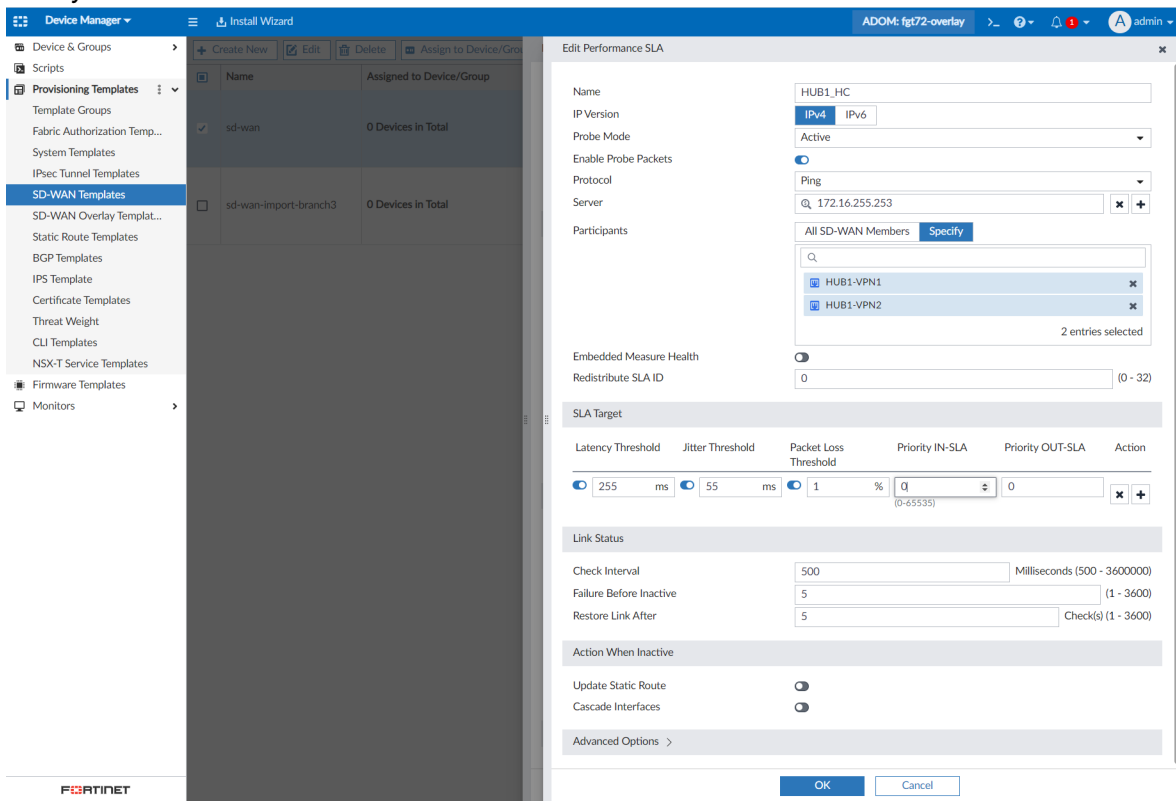 Device Manager
Install Wizard
ADOM: fgt72-overlay
>_
1
A admin
Device & Groups
Scripts
Provisioning Templates
Template Groups
Fabric Authorization Temp...
System Templates
IPsec Tunnel Templates
SD-WAN Templates
SD-WAN Overlay Templat...
Static Route Templates
BGP Templates
IPS Template
Certificate Templates
Threat Weight
CLI Templates
NSX-T Service Templates
Firmware Templates
Monitors
FORTINET
+ Create New Edit Delete Assign to Device/Grou
Name Assigned to Device/Group
sd-wan 0 Devices in Total
sd-wan-import-branch3 0 Devices in Total
Edit Performance SLA
Name HUB1_HC
IP Version IPv4 IPv6
Probe Mode Active
Enable Probe Packets
Protocol Ping
Server 172.16.255.253
Participants All SD-WAN Members Specify
HUB1-VPN1
HUB1-VPN2
2 entries selected
Embedded Measure Health
Redistribute SLA ID 0 (0 - 32)
SLA Target
Latency Threshold Jitter Threshold Packet Loss Threshold Priority IN-SLA Priority OUT-SLA Action
255 ms 55 ms 1 % 0 0
(0-65535)
Link Status
Check Interval 500 Milliseconds (500 - 3600000)
Failure Before Inactive 5 (1 - 3600)
Restore Link After 5 Check(s) (1 - 3600)
Action When Inactive
Update Static Route
Cascade Interfaces
Advanced Options >
OK Cancel